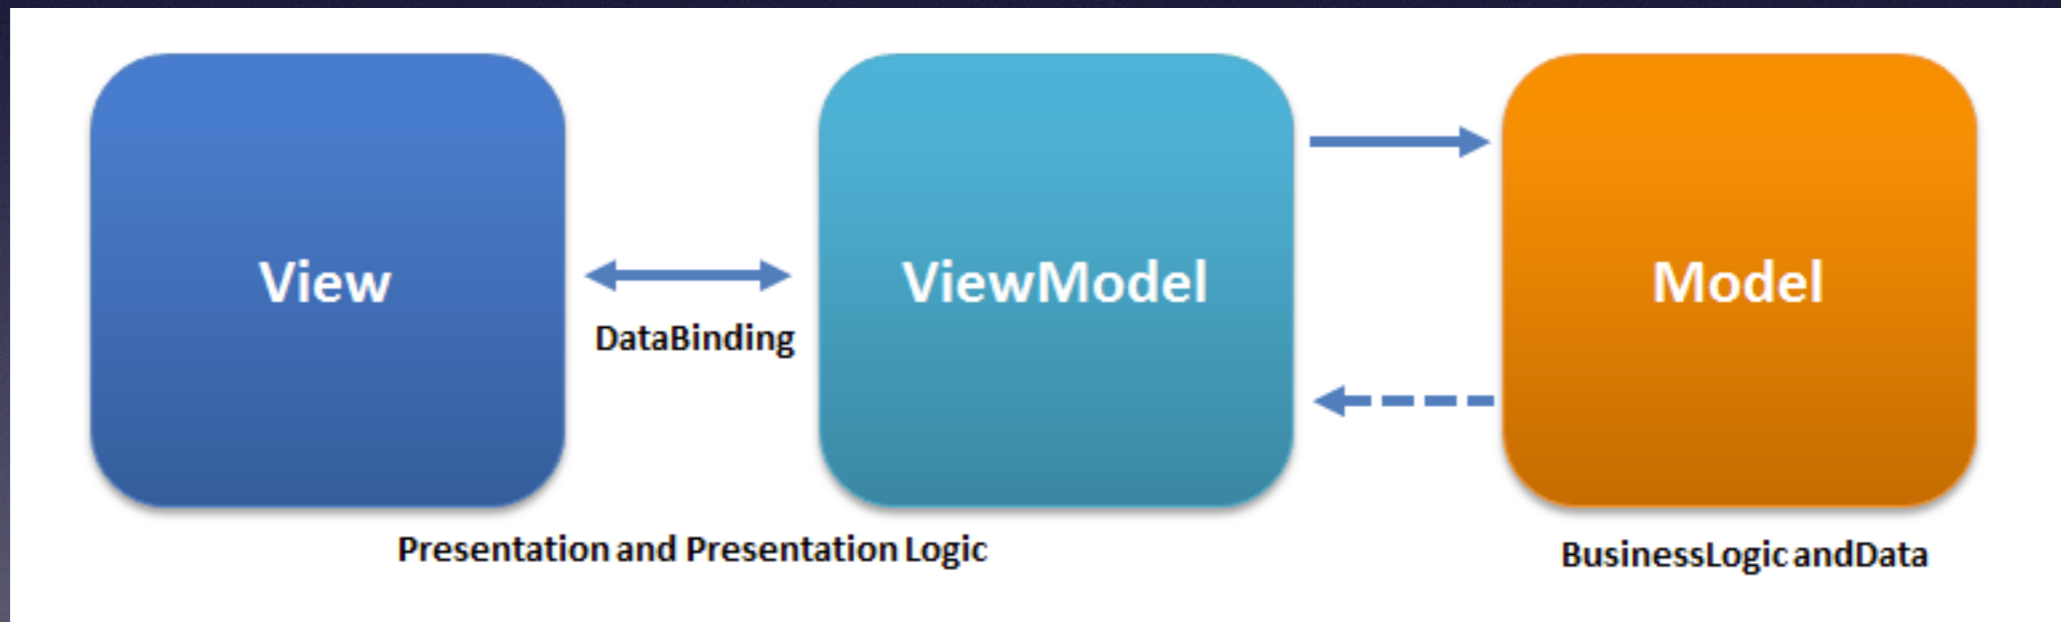 View
ViewModel
Model
DataBinding
Presentation and Presentation Logic
BusinessLogic andData